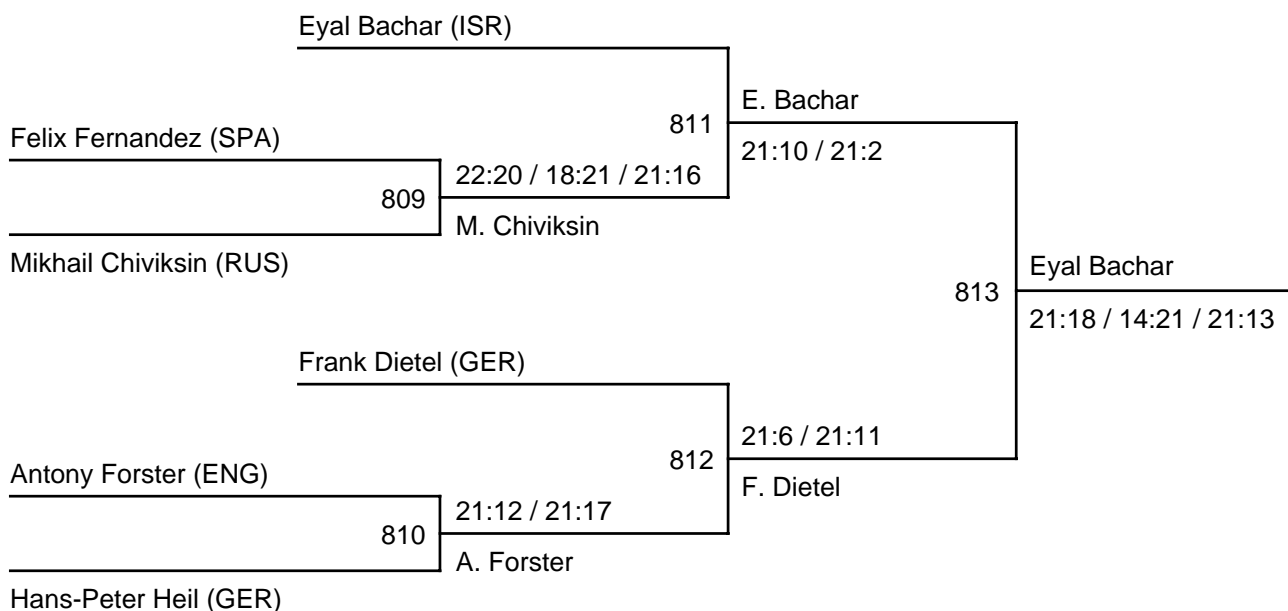 Eyal Bachar (ISR)
E. Bachar
811
Felix Fernandez (SPA)
21:10 / 21:2
22:20 / 18:21 / 21:16
809
M. Chiviksin
Mikhail Chiviksin (RUS)
Eyal Bachar
813
21:18 / 14:21 / 21:13
Frank Dietel (GER)
21:6 / 21:11
812
Antony Forster (ENG)
F. Dietel
21:12 / 21:17
810
A. Forster
Hans-Peter Heil (GER)